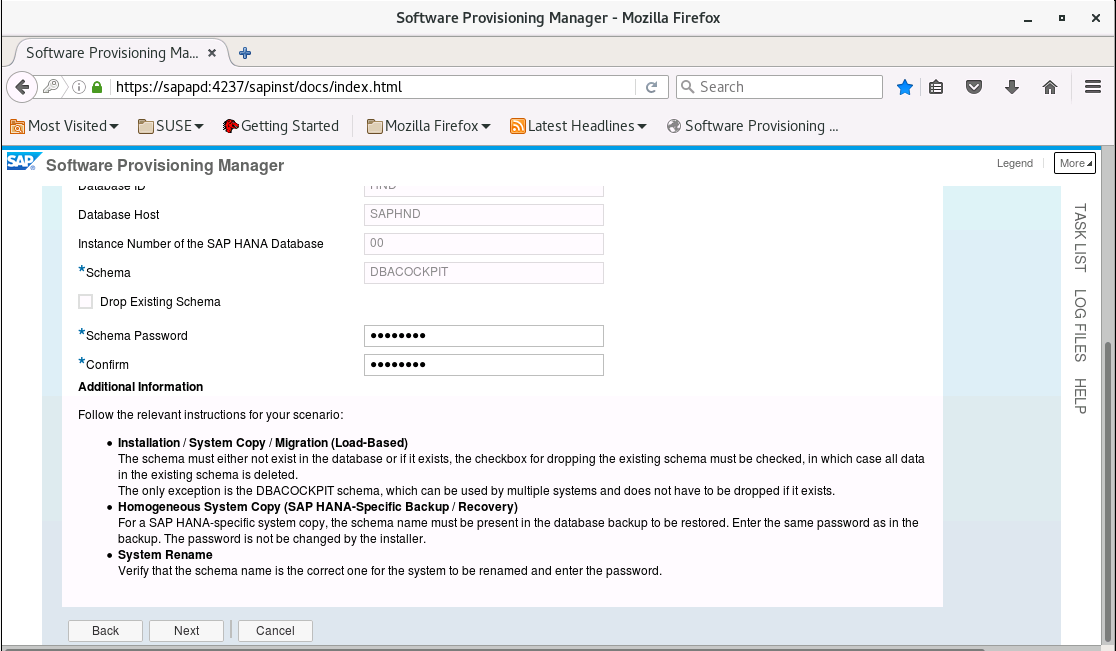 Software Provisioning Manager - Mozilla Firefox
Software Provisioning Ma...
https://sapapd:4237/sapinst/docs/index.html
Search
Most Visited
SUSE
Getting Started
Mozilla Firefox
Latest Headlines
Software Provisioning ...
SAP
Software Provisioning Manager
Legend
More
Database ID
HND
Database Host
SAPHND
Instance Number of the SAP HANA Database
00
*Schema
DBACOCKPIT
Drop Existing Schema
*Schema Password
••••••••
*Confirm
••••••••
Additional Information
Follow the relevant instructions for your scenario:
• Installation / System Copy / Migration (Load-Based)
The schema must either not exist in the database or if it exists, the checkbox for dropping the existing schema must be checked, in which case all data
in the existing schema is deleted.
The only exception is the DBACOCKPIT schema, which can be used by multiple systems and does not have to be dropped if it exists.
• Homogeneous System Copy (SAP HANA-Specific Backup / Recovery)
For a SAP HANA-specific system copy, the schema name must be present in the database backup to be restored. Enter the same password as in the
backup. The password is not be changed by the installer.
• System Rename
Verify that the schema name is the correct one for the system to be renamed and enter the password.
Back
Next
Cancel
TASK LIST
LOG FILES
HELP